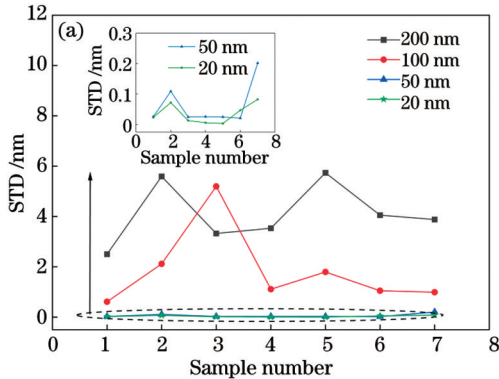 (a)
12
10
8
6
4
2
0
STD /nm
0 1 2 3 4 5 6 7 8
Sample number
200 nm
100 nm
50 nm
20 nm
0.3
0.2
0.1
0
STD /nm
0 2 4 6 8
Sample number
50 nm
20 nm